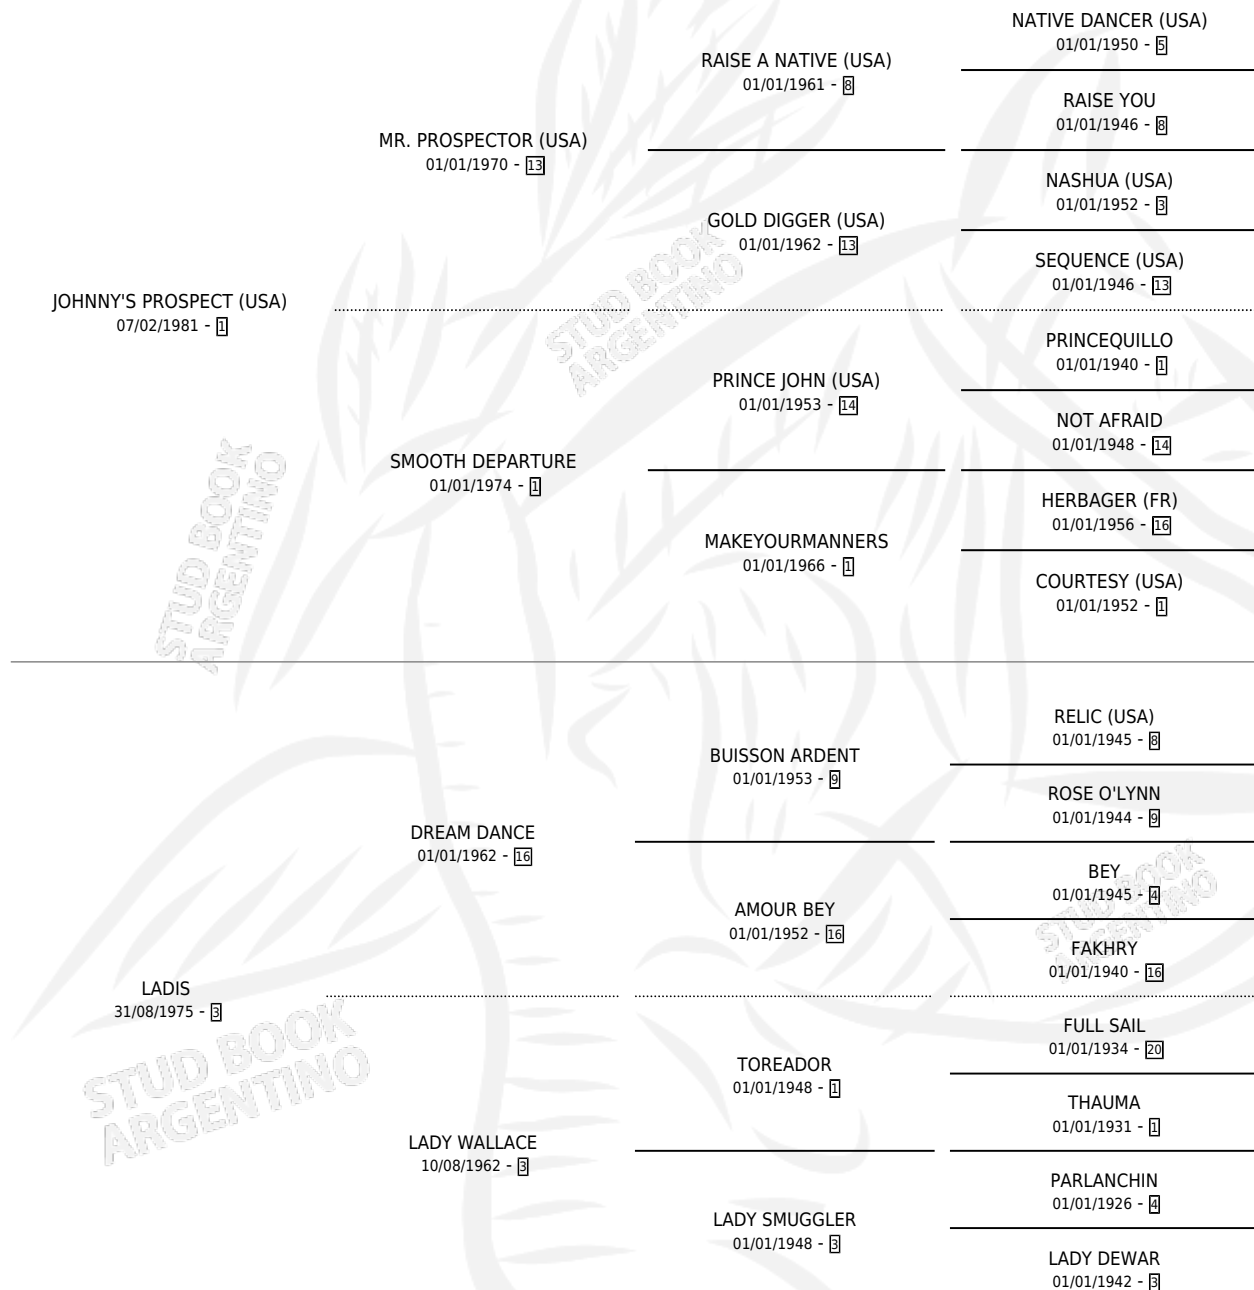 NATIVE DANCER (USA)
01/01/1950 - 5
RAISE A NATIVE (USA)
01/01/1961 - 8
RAISE YOU
01/01/1946 - 8
MR. PROSPECTOR (USA)
01/01/1970 - 13
NASHUA (USA)
01/01/1952 - 3
GOLD DIGGER (USA)
01/01/1962 - 13
SEQUENCE (USA)
01/01/1946 - 13
JOHNNY'S PROSPECT (USA)
07/02/1981 - 1
PRINCEQUILLO
01/01/1940 - 1
PRINCE JOHN (USA)
01/01/1953 - 14
NOT AFRAID
01/01/1948 - 14
SMOOTH DEPARTURE
01/01/1974 - 1
HERBAGER (FR)
01/01/1956 - 16
MAKEYOURMANNERS
01/01/1966 - 1
COURTESY (USA)
01/01/1952 - 1
RELIC (USA)
01/01/1945 - 8
BUISSON ARDENT
01/01/1953 - 9
ROSE O'LYNN
01/01/1944 - 9
DREAM DANCE
01/01/1962 - 16
BEY
01/01/1945 - 4
AMOUR BEY
01/01/1952 - 16
FAKHRY
01/01/1940 - 16
LADIS
31/08/1975 - 3
FULL SAIL
01/01/1934 - 20
TOREADOR
01/01/1948 - 1
THAUMA
01/01/1931 - 1
LADY WALLACE
10/08/1962 - 3
PARLANCHIN
01/01/1926 - 4
LADY SMUGGLER
01/01/1948 - 3
LADY DEWAR
01/01/1942 - 3
STUD BOOK
ARGENTINO
STUD BOOK
ARGENTINO
STUD BOOK
ARGENTINO
STUD BOOK
ARGENTINO